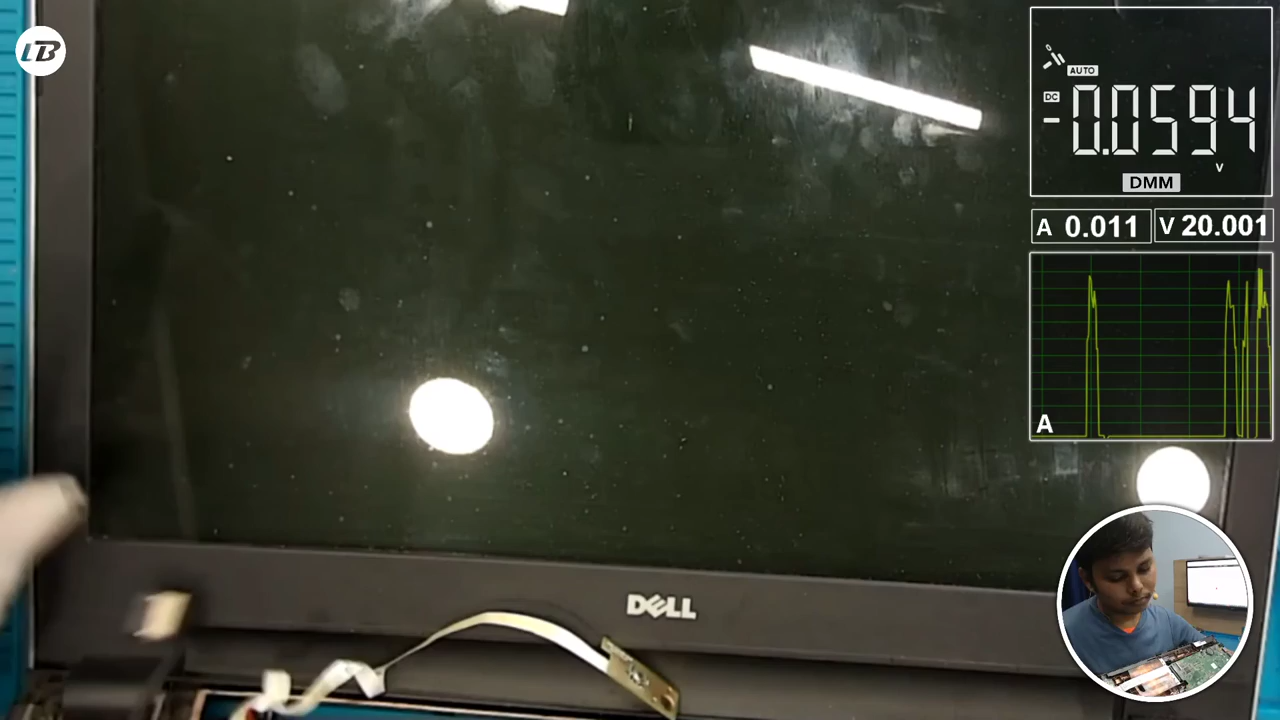 LB
AUTO
DC
-0.0594
V
DMM
A 0.011
V 20.001
A
DELL